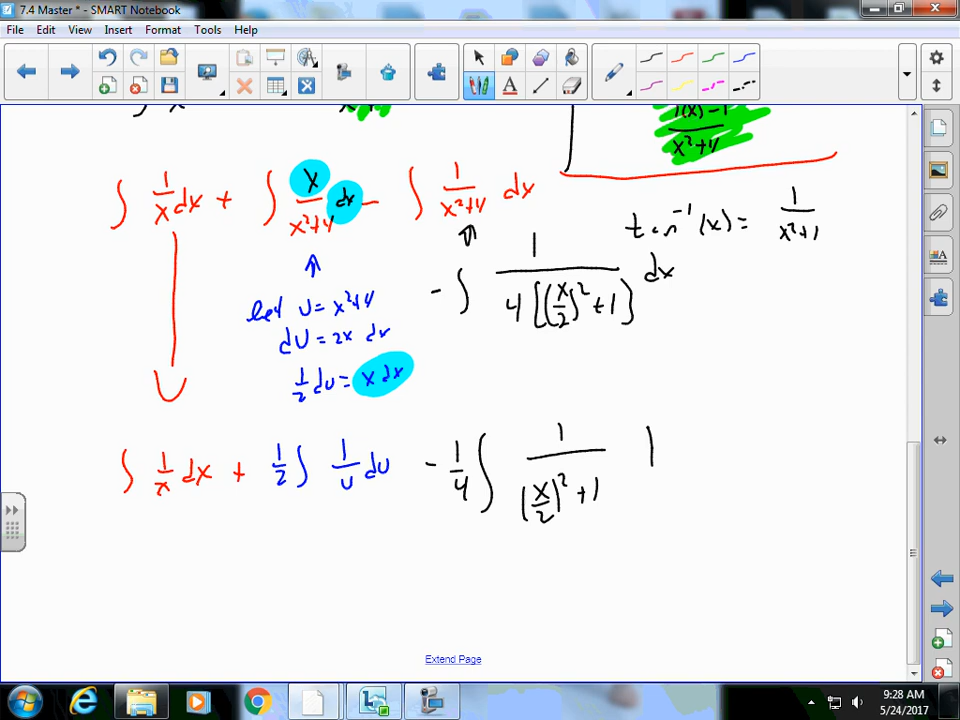 7.4 Master * - SMART Notebook
File Edit View Insert Format Tools Help
1(x) - 1
x² + 4
∫ 1/x dx + ∫ x/(x²+4) dx - ∫ 1/(x²+4) dx
tan⁻¹(x) = 1/(x²+1)
- ∫ 1/(4[(x/2)² + 1]) dx
let u = x²+4
du = 2x dx
1/2 du = x dx
∫ 1/x dx + 1/2 ∫ 1/u du - 1/4 ∫ 1/((x/2)² + 1)
Extend Page
9:28 AM
5/24/2017